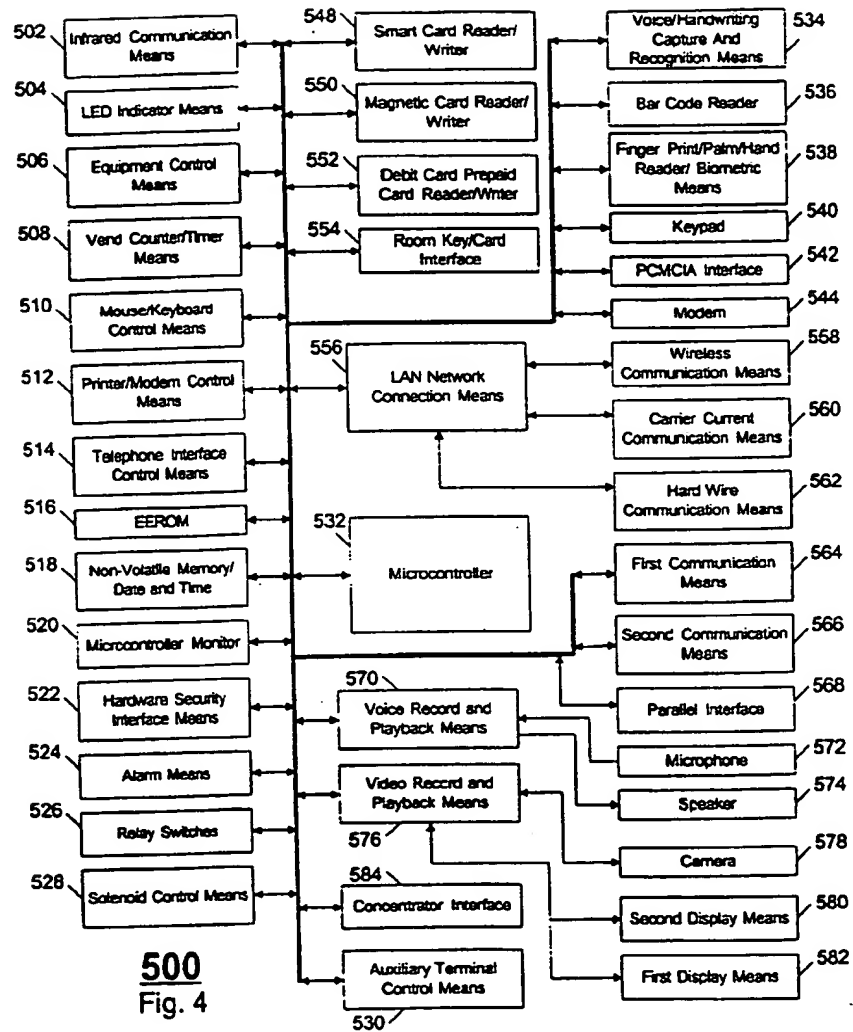 502
Infrared Communication
Means
504
LED Indicator Means
506
Equipment Control
Means
508
Vend Counter/Timer
Means
510
Mouse/Keyboard
Control Means
512
Printer/Modem Control
Means
514
Telephone Interface
Control Means
516
EEROM
518
Non-Volatile Memory/
Date and Time
520
Microcontroller Monitor
522
Hardware Security
Interface Means
524
Alarm Means
526
Relay Switches
528
Solenoid Control Means
500
Fig. 4
548
Smart Card Reader/
Writer
550
Magnetic Card Reader/
Writer
552
Debit Card Prepaid
Card Reader/Writer
554
Room Key/Card
Interface
556
LAN Network
Connection Means
532
Microcontroller
570
Voice Record and
Playback Means
Video Record and
Playback Means
576
584
Concentrator Interface
Auxiliary Terminal
Control Means
530
Voice/Handwriting
Capture And
Recognition Means
534
Bar Code Reader
536
Finger Print/Palm/Hand
Reader/ Biometric
Means
538
Keypad
540
PCMCIA Interface
542
Modem
544
Wireless
Communication Means
558
Carrier Current
Communication Means
560
Hard Wire
Communication Means
562
First Communication
Means
564
Second Communication
Means
566
Parallel Interface
568
Microphone
572
Speaker
574
Camera
578
Second Display Means
580
First Display Means
582